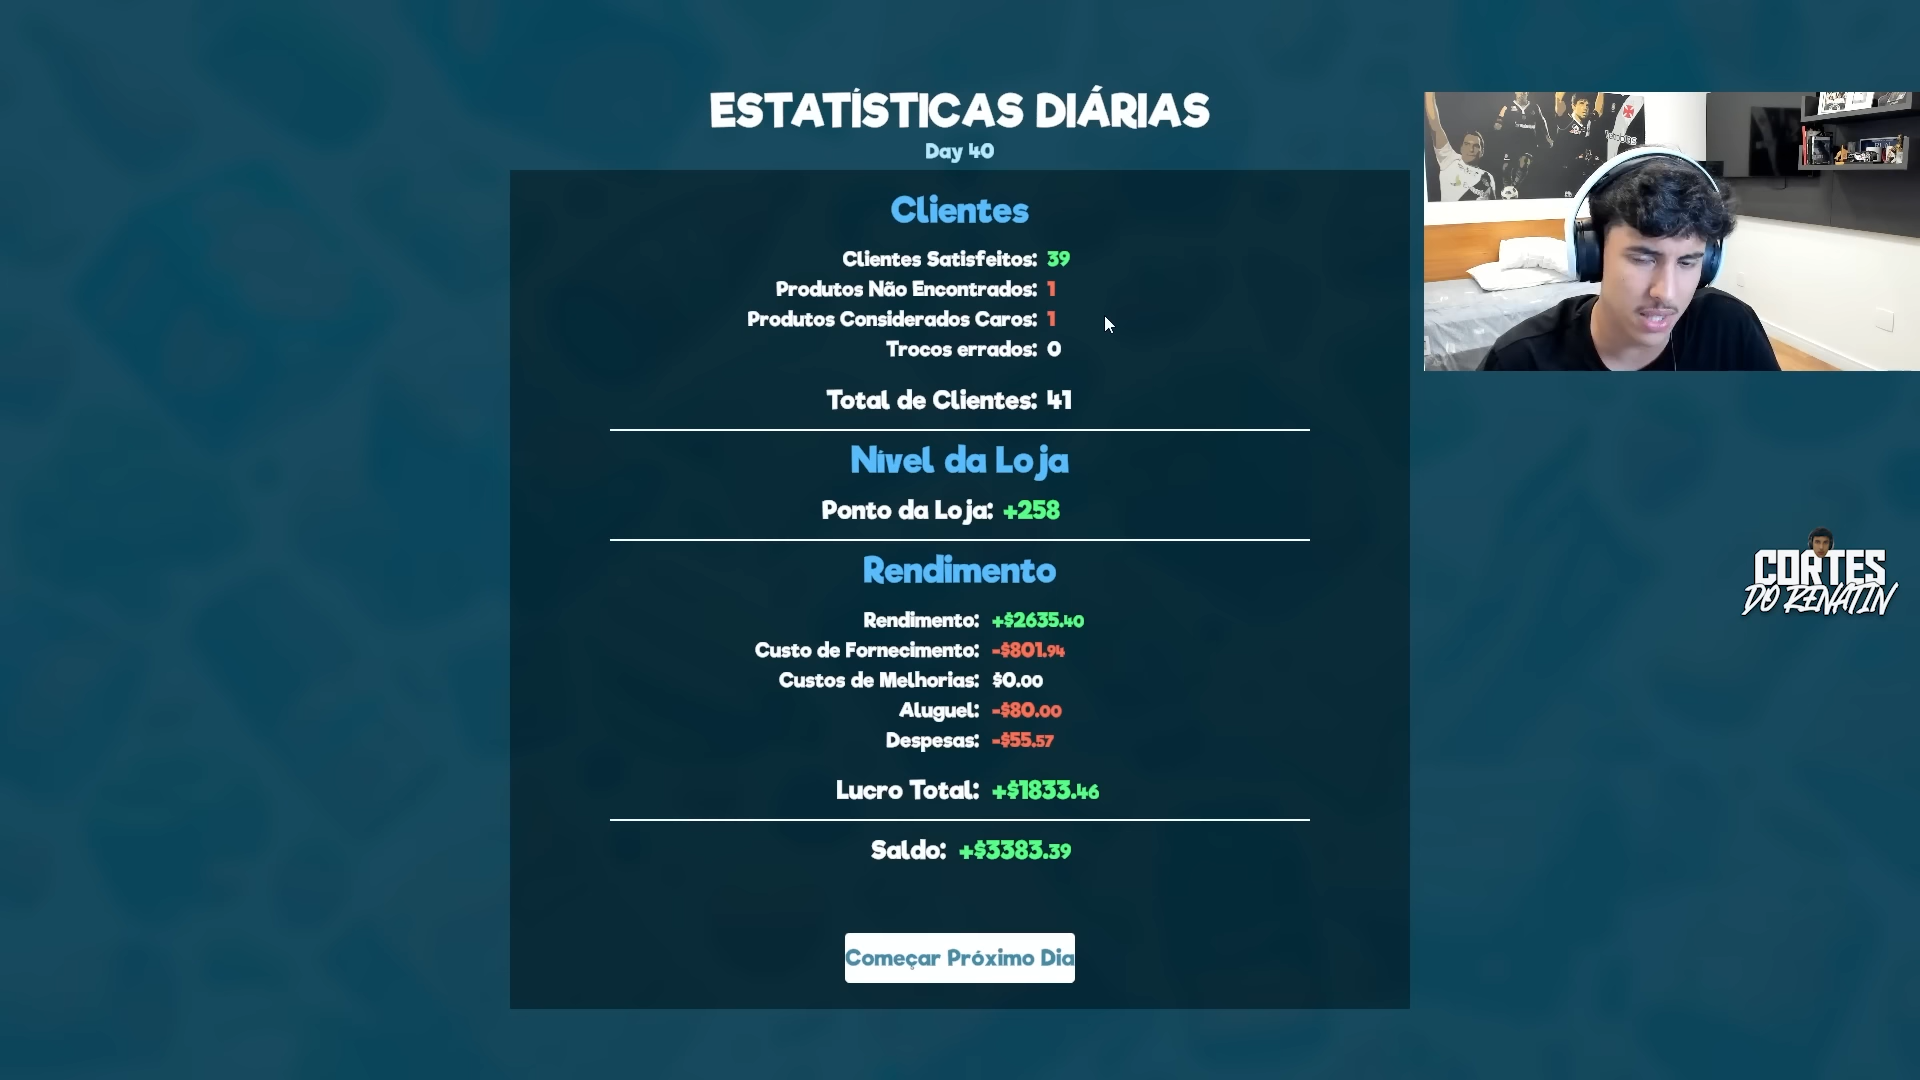 ESTATÍSTICAS DIÁRIAS
Day 40
Clientes
Clientes Satisfeitos: 39
Produtos Não Encontrados: 1
Produtos Considerados Caros: 1
Trocos errados: 0
Total de Clientes: 41
Nível da Loja
Ponto da Loja: +258
Rendimento
Rendimento: +$2635.40
Custo de Fornecimento: -$801.94
Custos de Melhorias: $0.00
Aluguel: -$80.00
Despesas: -$55.57
Lucro Total: +$1833.46
Saldo: +$3383.39
Começar Próximo Dia
CORTES
DO RENATIN